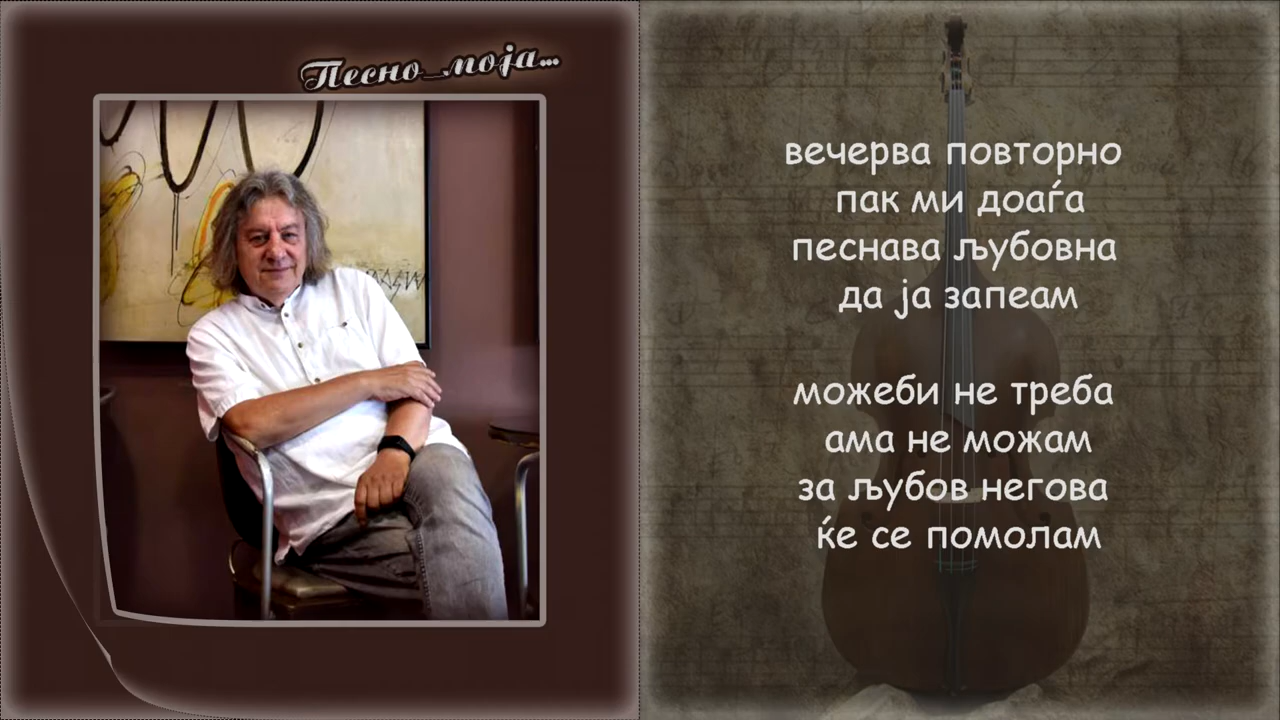 Песно_моја...
вечерва повторно
пак ми доаѓа
песнава љубовна
да ја запеам
можеби не треба
ама не можам
за љубов негова
ќе се помолам